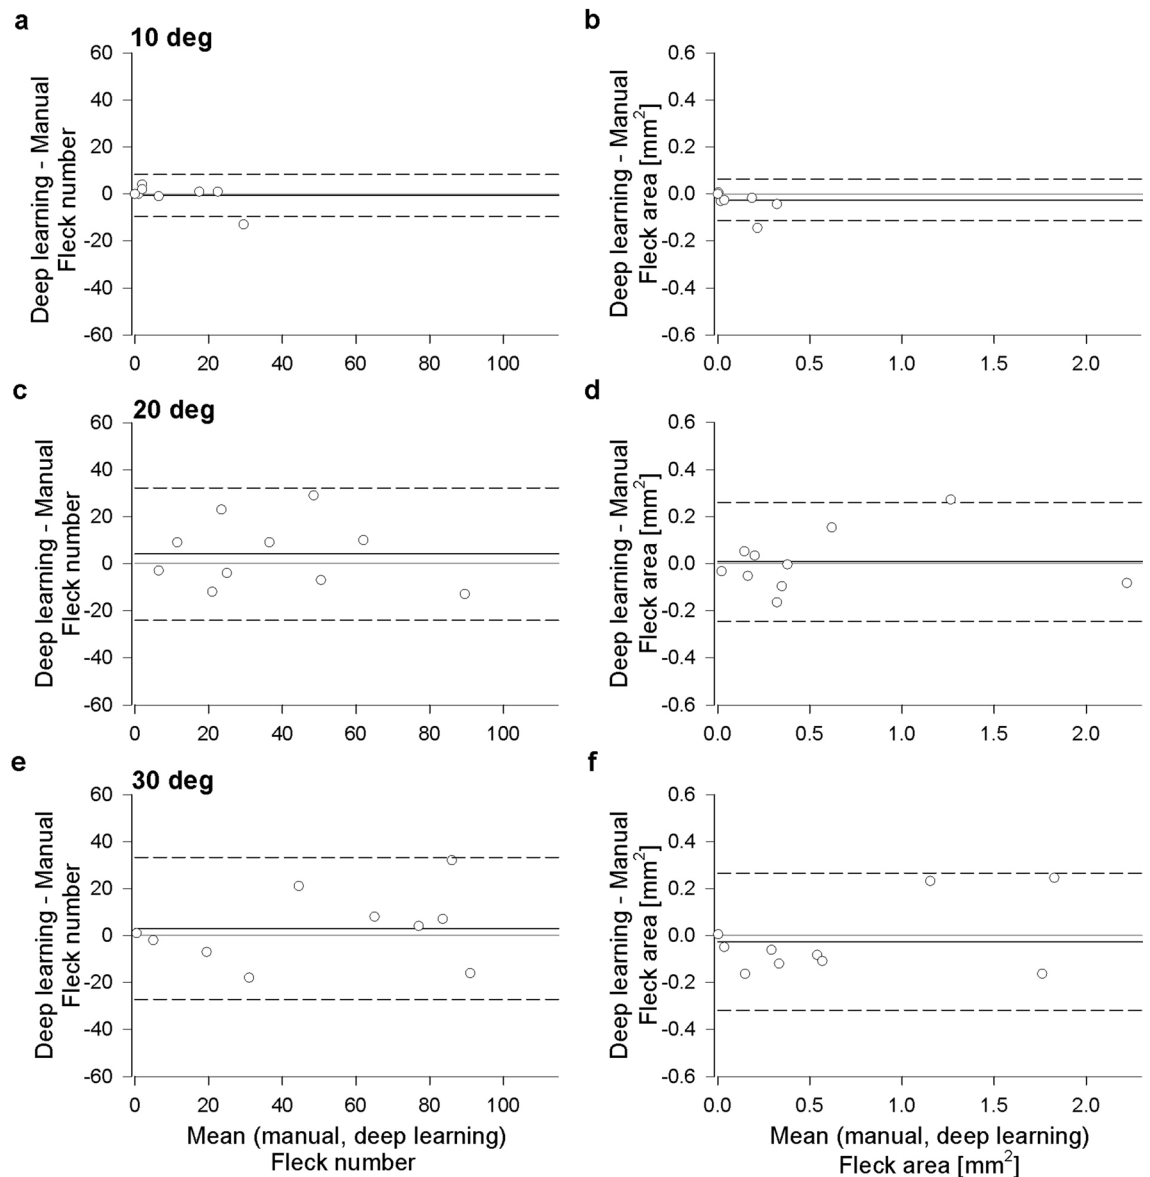 a
10 deg
Deep learning - Manual
Fleck number
60
40
20
0
-20
-40
-60
0 20 40 60 80 100
b
Deep learning - Manual
Fleck area [mm²]
0.6
0.4
0.2
0.0
-0.2
-0.4
-0.6
0.0 0.5 1.0 1.5 2.0
c
20 deg
Deep learning - Manual
Fleck number
60
40
20
0
-20
-40
-60
0 20 40 60 80 100
d
Deep learning - Manual
Fleck area [mm²]
0.6
0.4
0.2
0.0
-0.2
-0.4
-0.6
0.0 0.5 1.0 1.5 2.0
e
30 deg
Deep learning - Manual
Fleck number
60
40
20
0
-20
-40
-60
0 20 40 60 80 100
Mean (manual, deep learning)
Fleck number
f
Deep learning - Manual
Fleck area [mm²]
0.6
0.4
0.2
0.0
-0.2
-0.4
-0.6
0.0 0.5 1.0 1.5 2.0
Mean (manual, deep learning)
Fleck area [mm²]